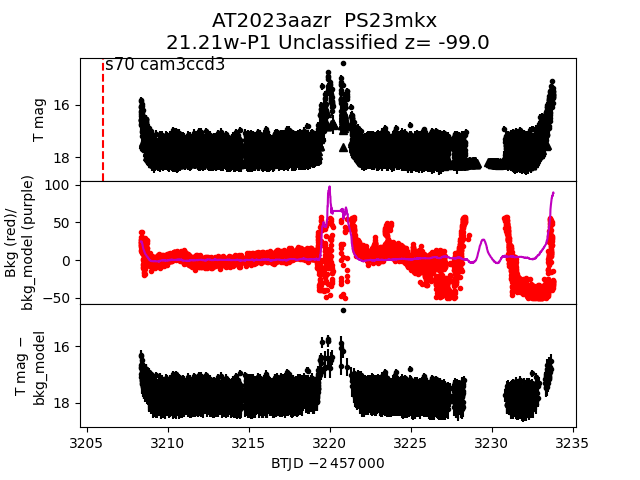 AT2023aazr  PS23mkx
21.21w-P1 Unclassified z= -99.0
s70 cam3ccd3
T mag
16
18
Bkg (red)/
bkg_model (purple)
100
50
0
−50
T mag −
bkg_model
16
18
3205
3210
3215
3220
3225
3230
3235
BTJD −2 457 000